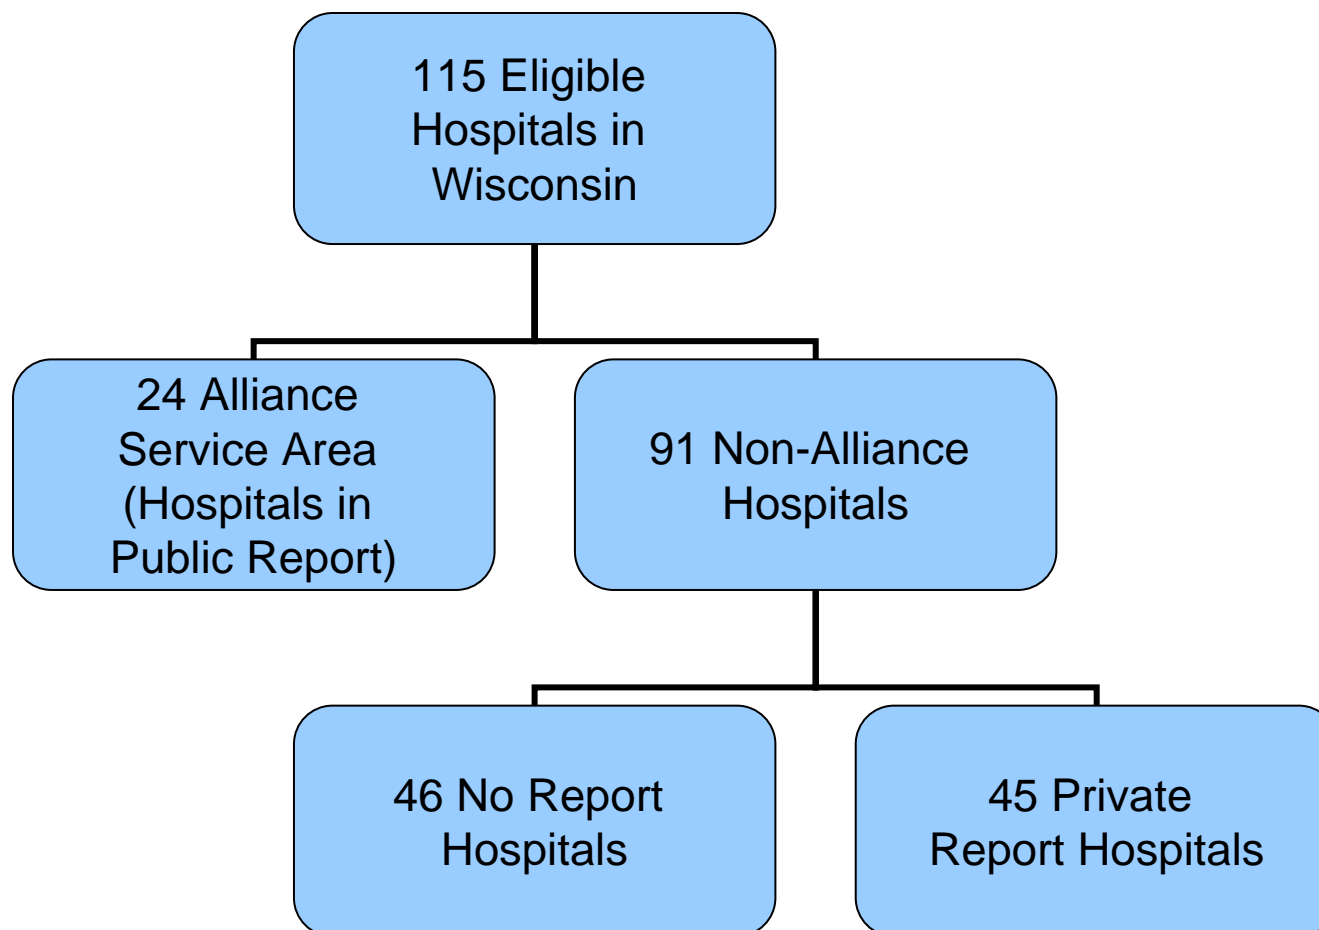 115 Eligible
Hospitals in
Wisconsin
24 Alliance
Service Area
(Hospitals in
Public Report)
91 Non-Alliance
Hospitals
46 No Report
Hospitals
45 Private
Report Hospitals